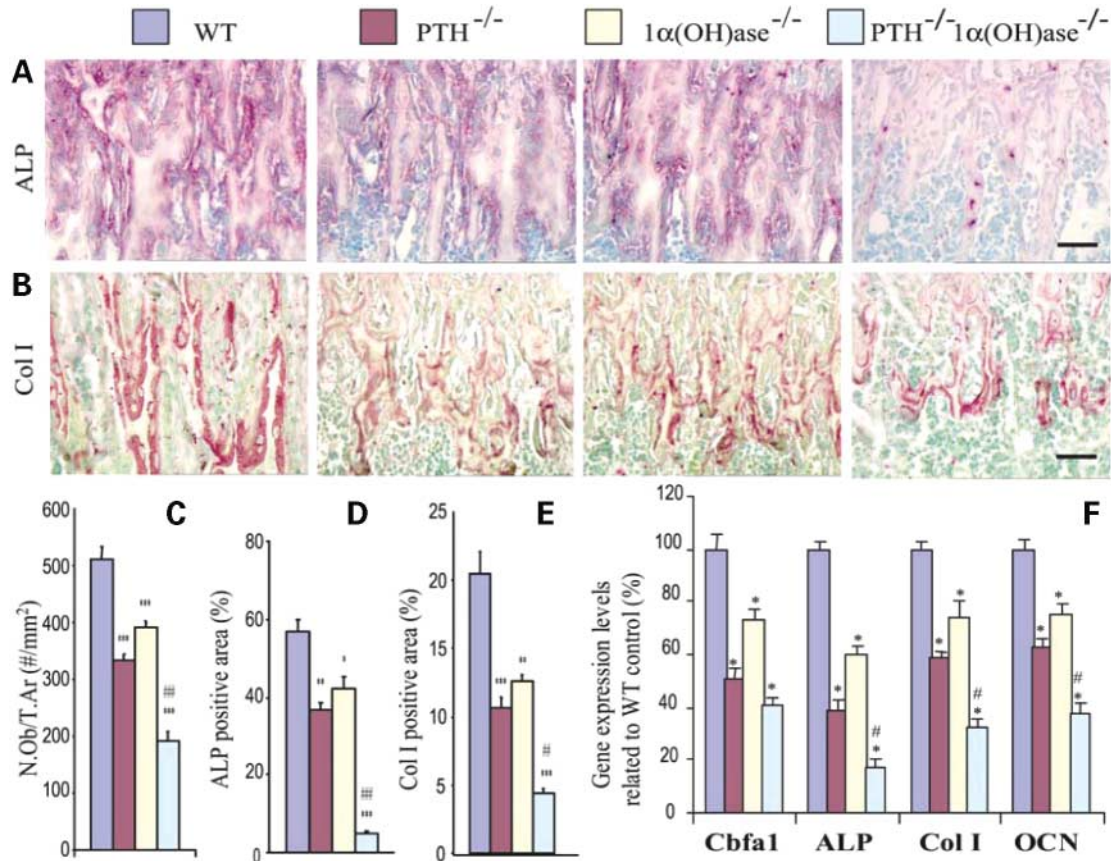 WT PTH⁻/⁻ 1α(OH)ase⁻/⁻ PTH⁻/⁻1α(OH)ase⁻/⁻
A
ALP
B
Col I
C
N.Ob/T.Ar (#/mm²)
600
500
400
300
200
100
0
***
***
##
***
D
ALP positive area (%)
80
60
40
20
0
**
*
##
***
E
Col I positive area (%)
25
20
15
10
5
0
***
**
#
***
F
Gene expression levels
related to WT control (%)
100
80
60
40
20
0
* * *
* * # *
* * # *
* * # *
Cbfa1 ALP Col I OCN